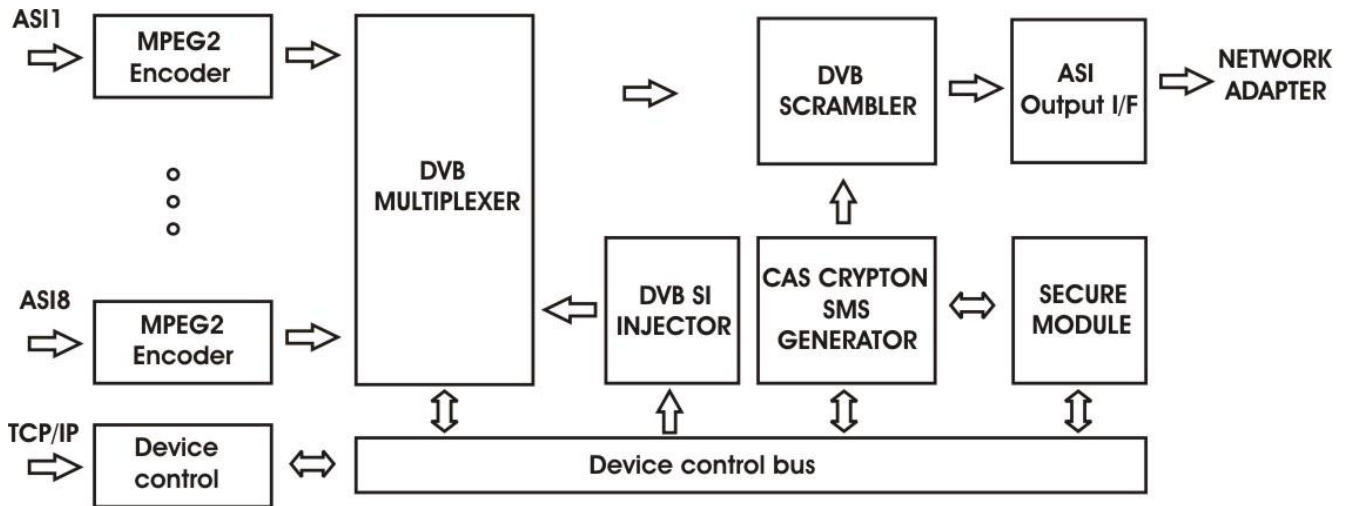 ASI1
MPEG2
Encoder
DVB
MULTIPLEXER
DVB
SCRAMBLER
ASI
Output I/F
NETWORK
ADAPTER
ASI8
MPEG2
Encoder
DVB SI
INJECTOR
CAS CRYPTON
SMS
GENERATOR
SECURE
MODULE
TCP/IP
Device
control
Device control bus